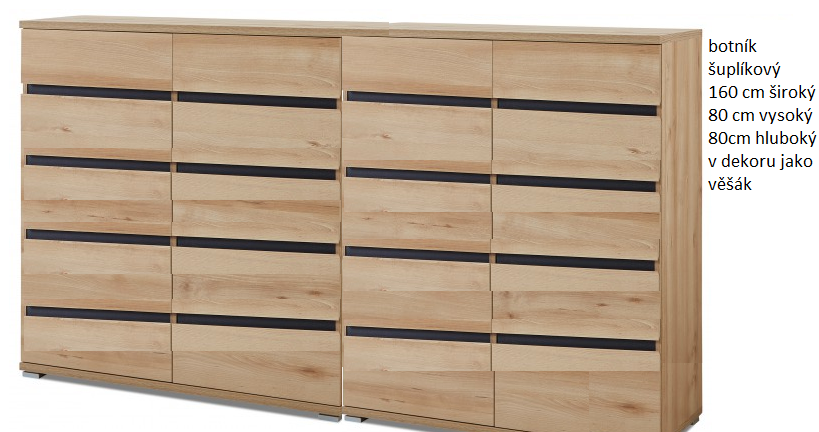 botník
šuplíkový
160 cm široký
80 cm vysoký
80cm hluboký
v dekoru jako
věšák